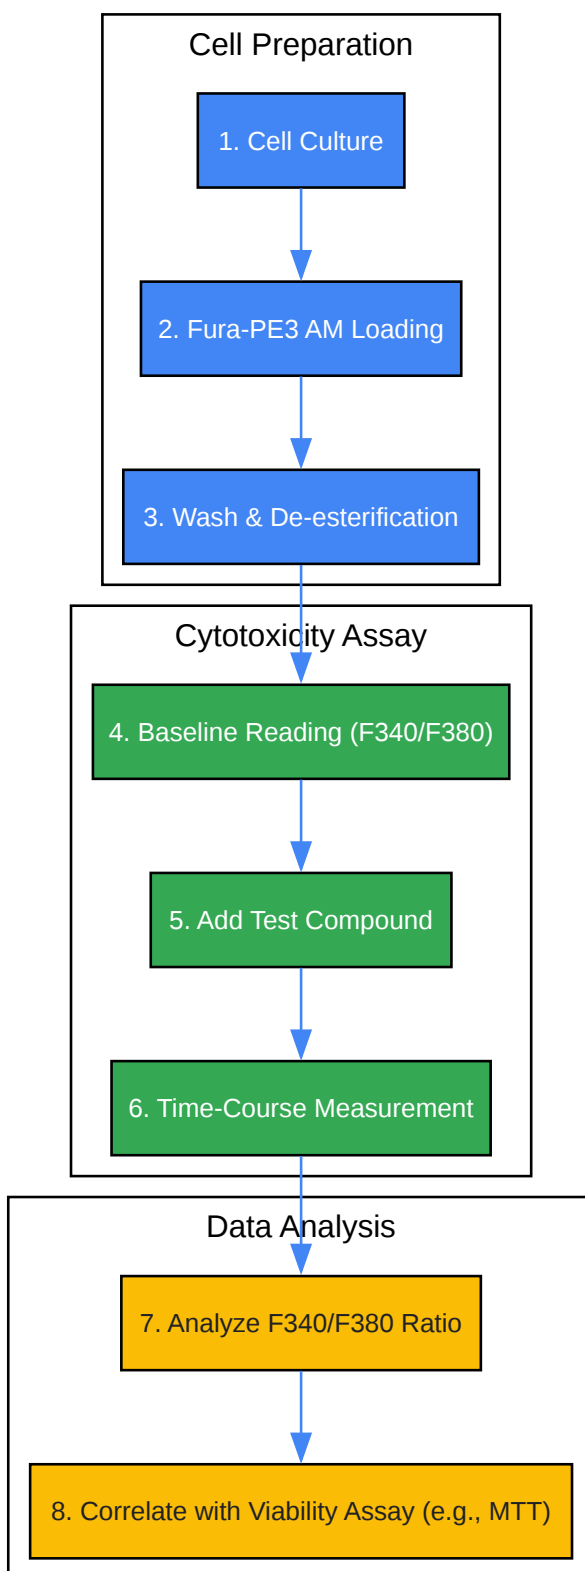 Cell Preparation
1. Cell Culture
2. Fura-PE3 AM Loading
3. Wash & De-esterification
Cytotoxicity Assay
4. Baseline Reading (F340/F380)
5. Add Test Compound
6. Time-Course Measurement
Data Analysis
7. Analyze F340/F380 Ratio
8. Correlate with Viability Assay (e.g., MTT)